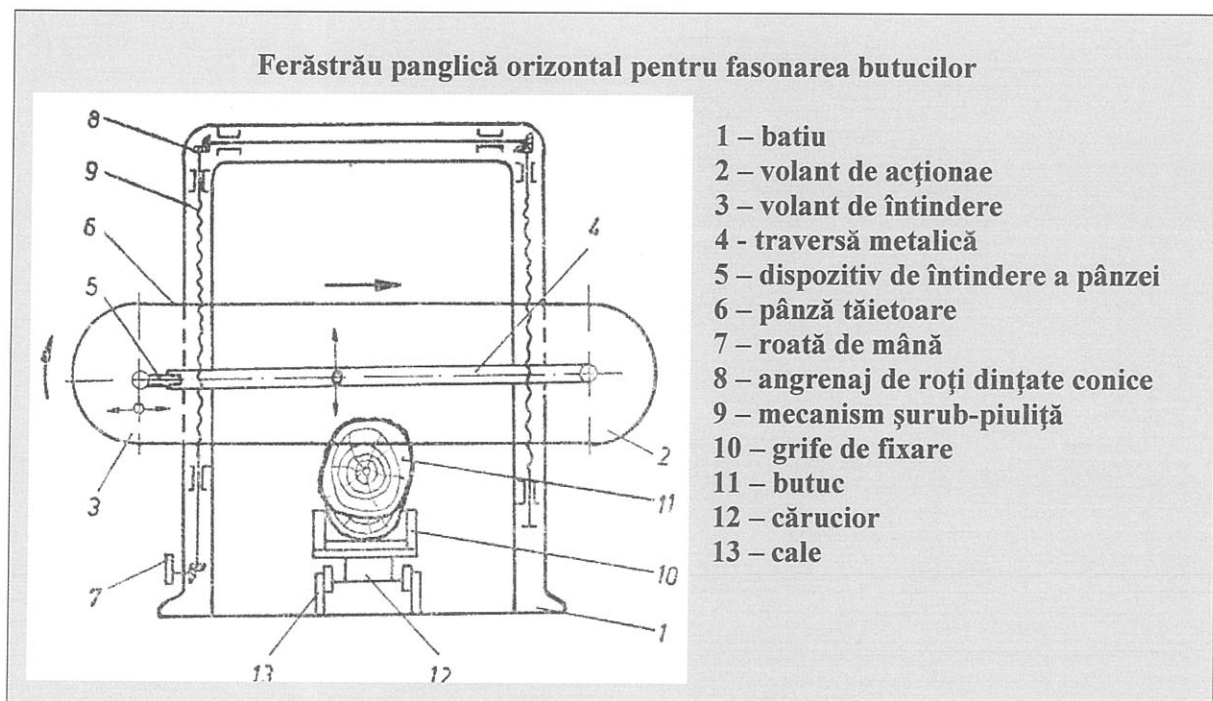 Ferăstrău panglică orizontal pentru fasonarea butucilor
8
9
6
5
4
3
2
11
7
10
1
13
12
1 – batiu
2 – volant de acționae
3 – volant de întindere
4 - traversă metalică
5 – dispozitiv de întindere a pânzei
6 – pânză tăietoare
7 – roată de mână
8 – angrenaj de roți dințate conice
9 – mecanism șurub-piuliță
10 – grife de fixare
11 – butuc
12 – cărucior
13 – cale